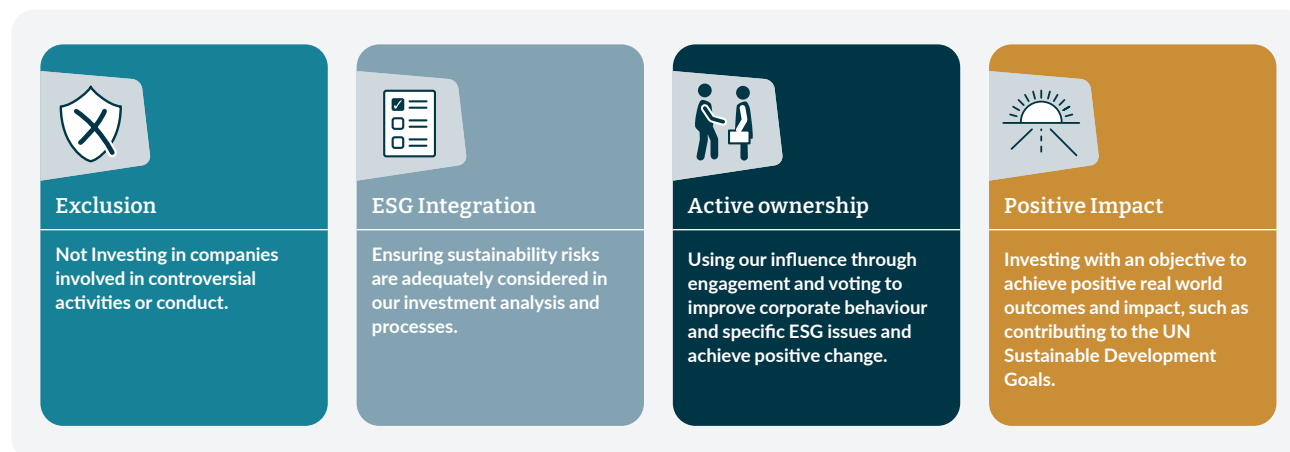 Exclusion
Not Investing in companies
involved in controversial
activities or conduct.
ESG Integration
Ensuring sustainability risks
are adequately considered in
our investment analysis and
processes.
Active ownership
Using our influence through
engagement and voting to
improve corporate behaviour
and specific ESG issues and
achieve positive change.
Positive Impact
Investing with an objective to
achieve positive real world
outcomes and impact, such as
contributing to the UN
Sustainable Development
Goals.